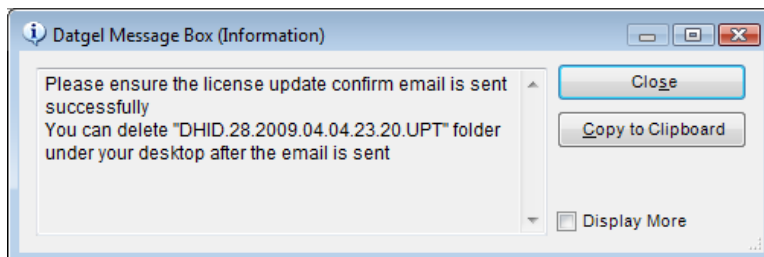 Datgel Message Box (Information)
Please ensure the license update confirm email is sent
successfully
You can delete "DHID.28.2009.04.04.23.20.UPT" folder
under your desktop after the email is sent
Close
Copy to Clipboard
Display More